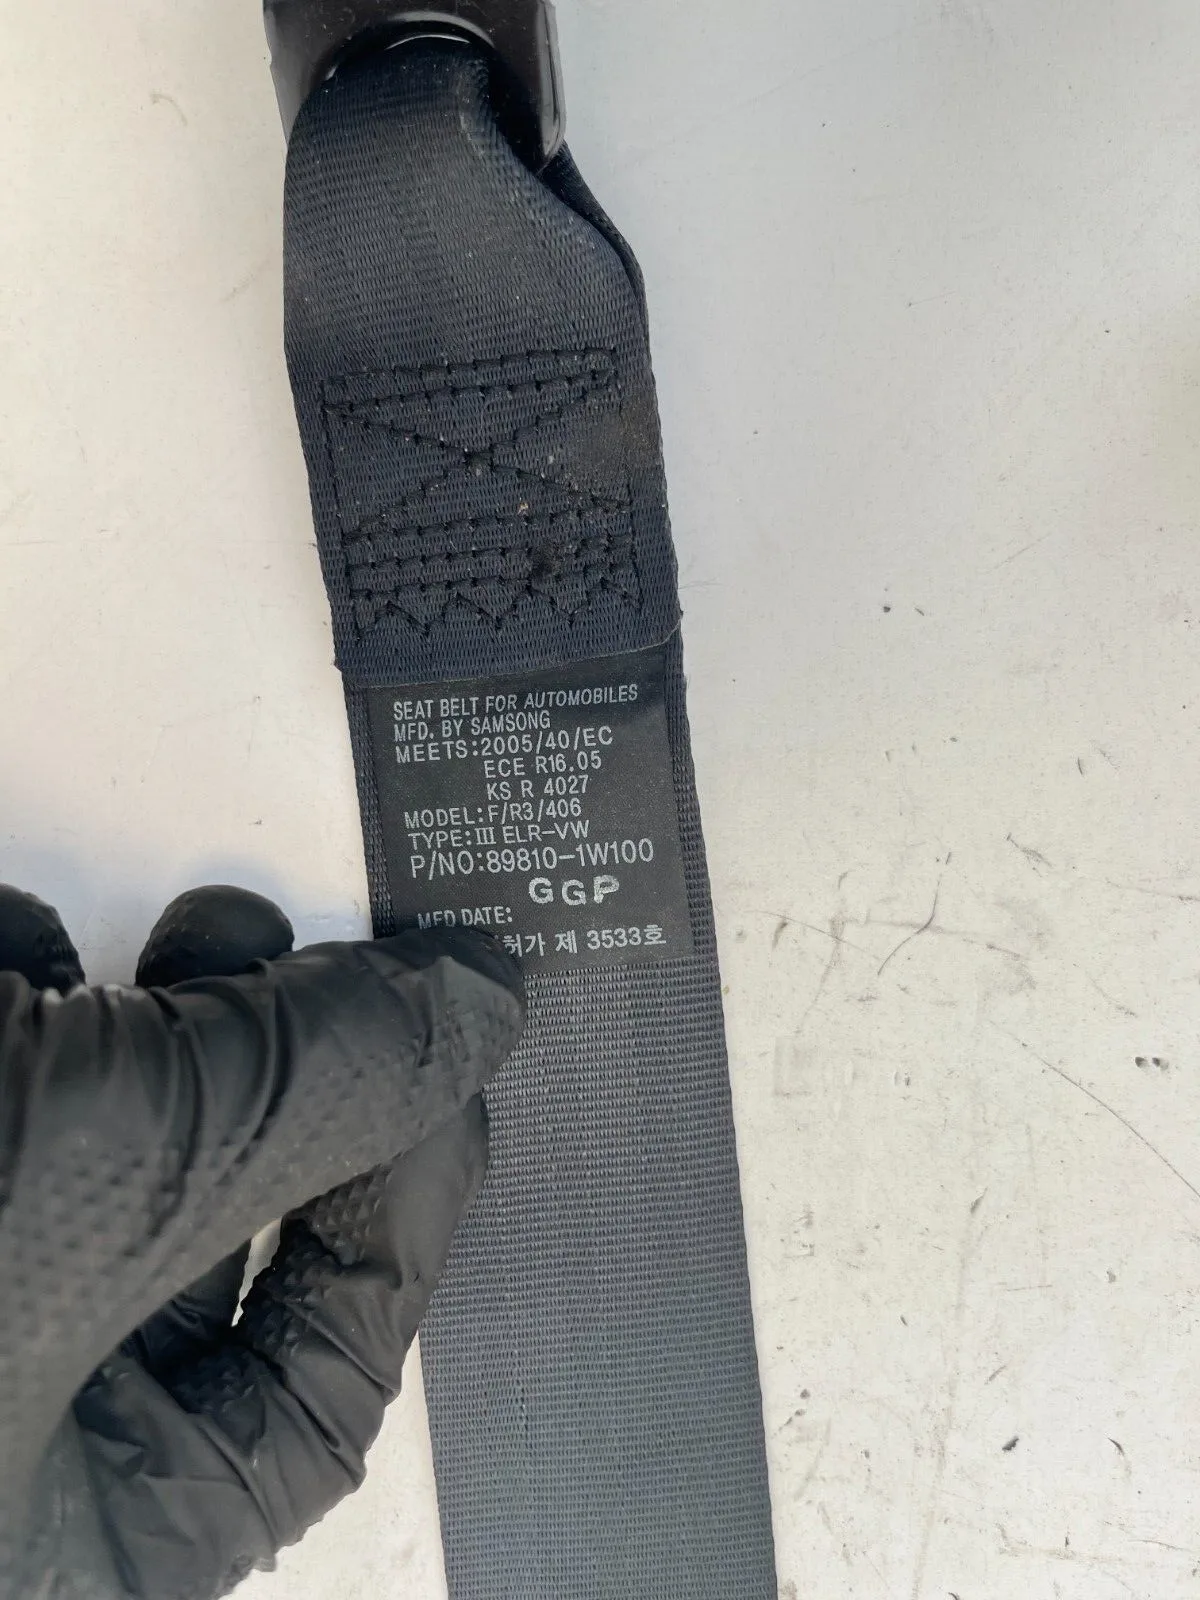 SEAT BELT FOR AUTOMOBILES
MFD. BY SAMSONG
MEETS:2005/40/EC
ECE R16.05
KS R 4027
MODEL:F/R3/406
TYPE:III ELR-VW
P/NO:89810-1W100
GGP
MFD DATE:
허가 제 3533호